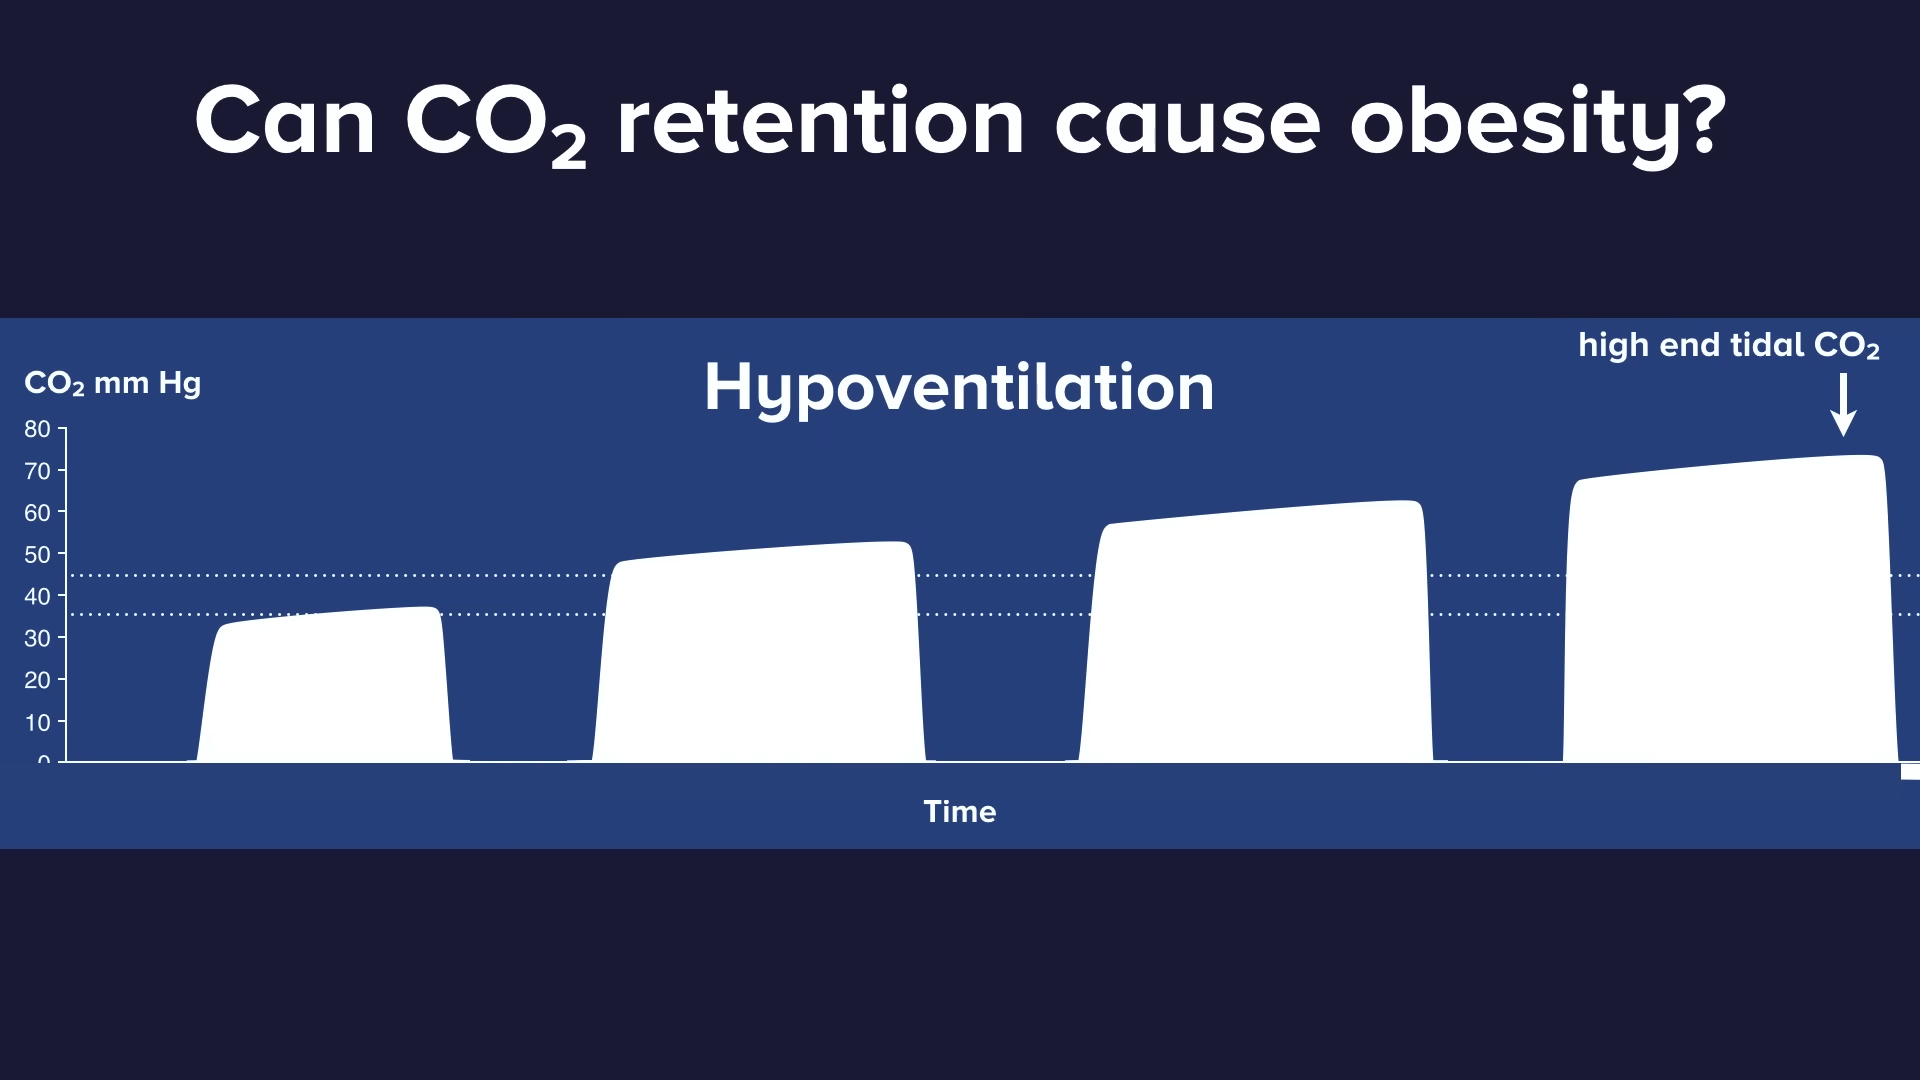 Can CO₂ retention cause obesity?
high end tidal CO₂
CO₂ mm Hg
Hypoventilation
80
70
60
50
40
30
20
10
0
Time